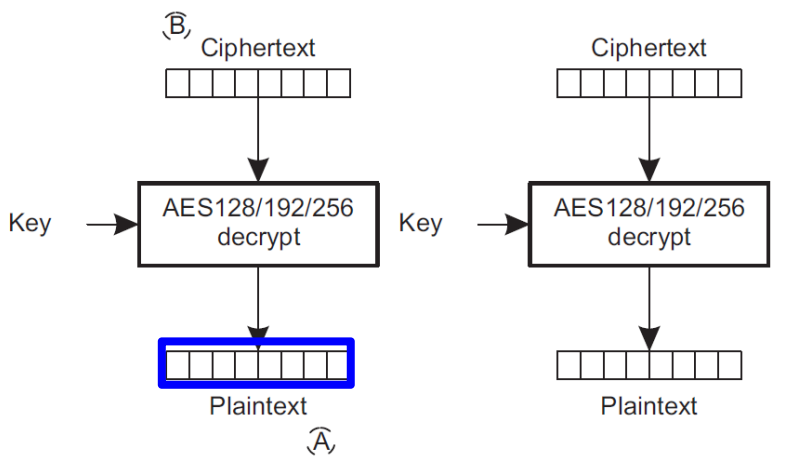 B
Ciphertext Ciphertext
Key AES128/192/256 decrypt Key AES128/192/256 decrypt
Plaintext Plaintext
A